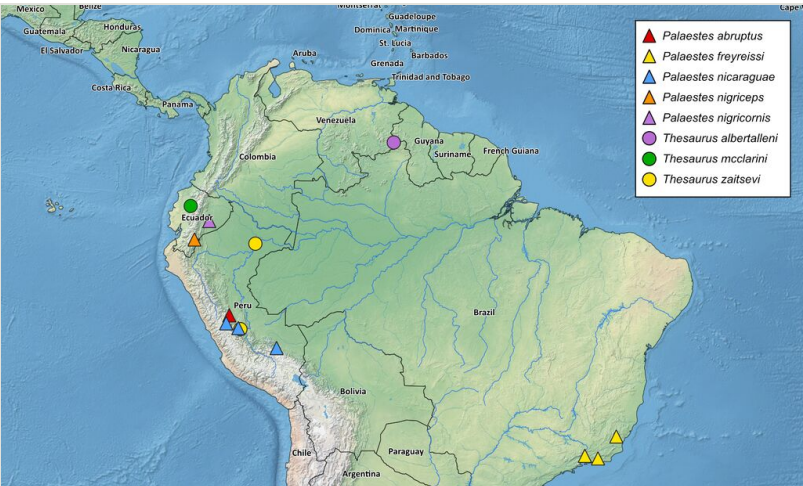 Mexico
Belize
Guatemala
Honduras
El Salvador
Nicaragua
Costa Rica
Panama
Montserrat
Guadeloupe
Dominica
Martinique
St. Lucia
Barbados
Grenada
Aruba
Trinidad and Tobago
Venezuela
Guyana
Suriname
French Guiana
Colombia
Ecuador
Peru
Brazil
Bolivia
Paraguay
Chile
Argentina
Palaestes abruptus
Palaestes freyreissi
Palaestes nicaraguae
Palaestes nigriceps
Palaestes nigricornis
Thesaurus albertalleni
Thesaurus mcclarini
Thesaurus zaitsevi